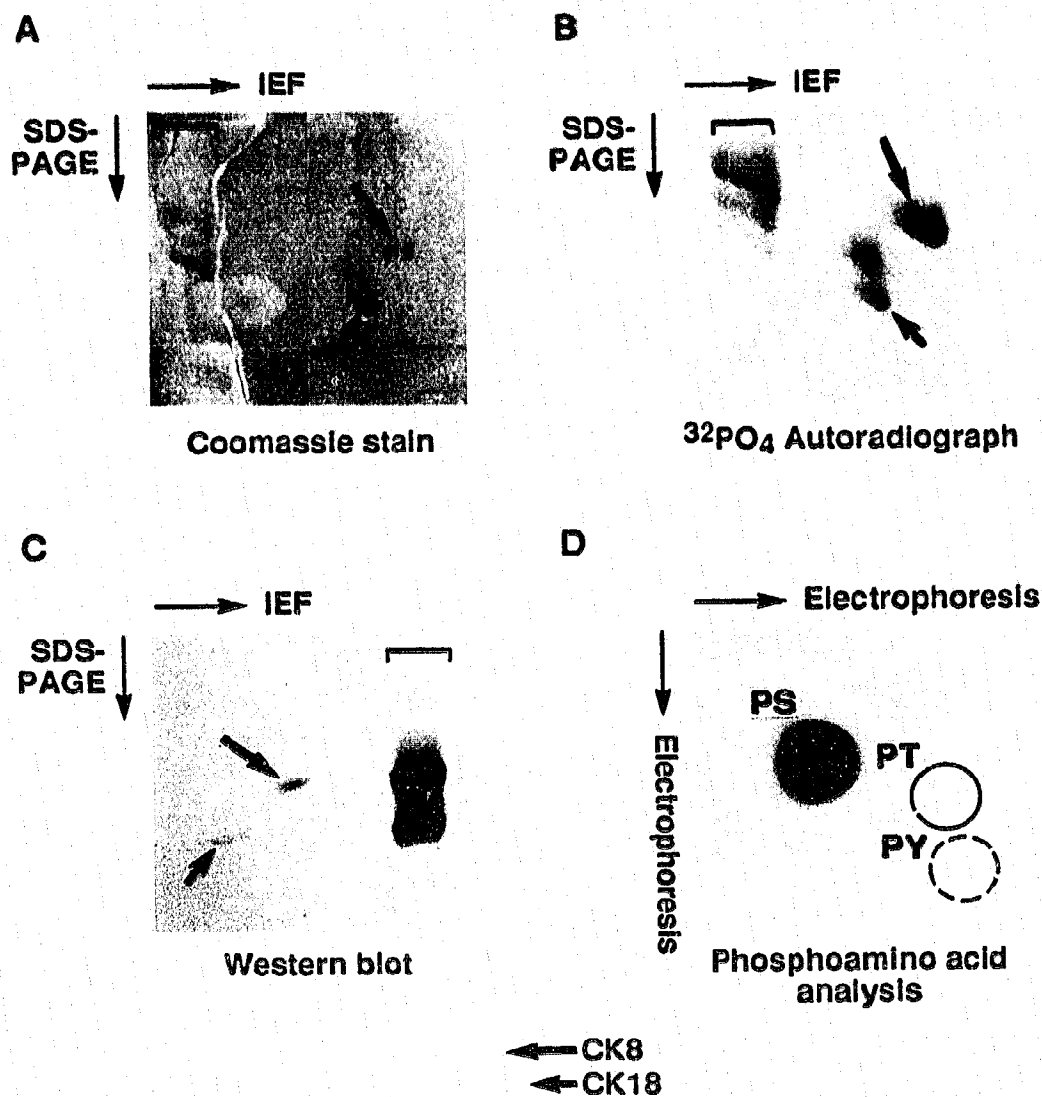 A
IEF
SDS-
PAGE
Coomassie stain
B
IEF
SDS-
PAGE
32PO4 Autoradiograph
C
IEF
SDS-
PAGE
Western blot
D
Electrophoresis
Electrophoresis
PS
PT
PY
Phosphoamino acid
analysis
CK8
CK18